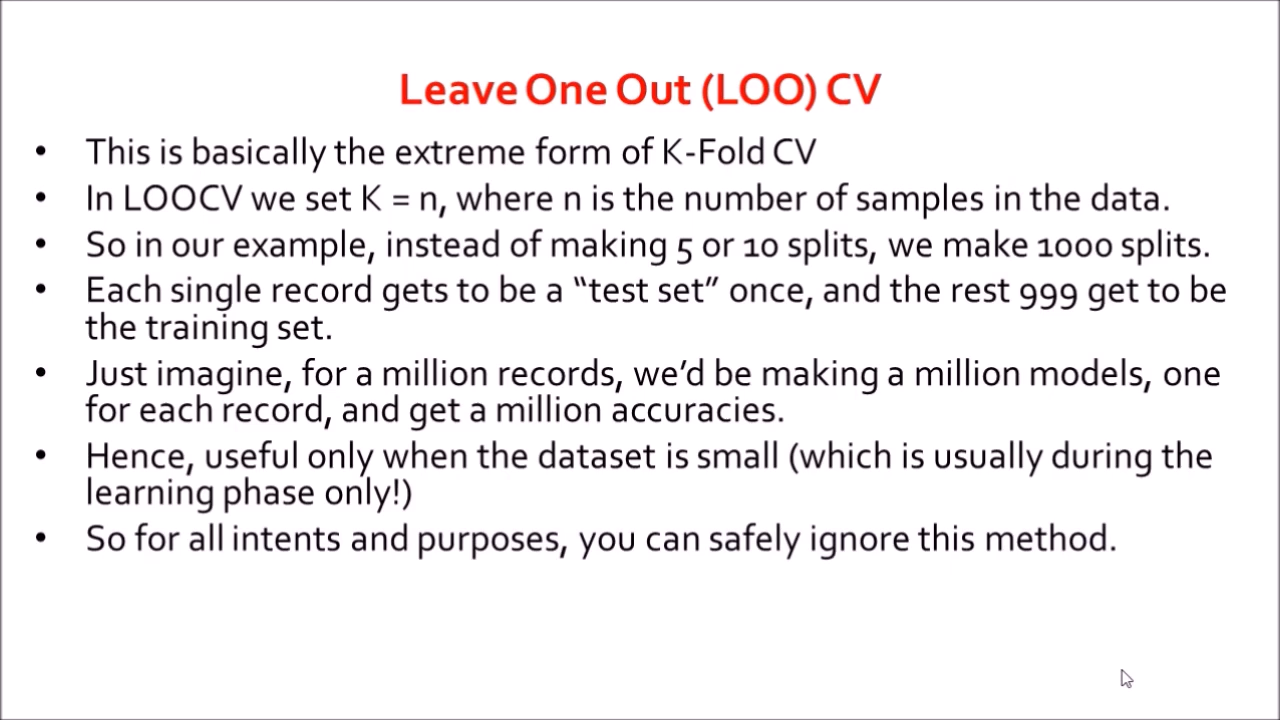 Leave One Out (LOO) CV
• This is basically the extreme form of K-Fold CV
• In LOOCV we set K = n, where n is the number of samples in the data.
• So in our example, instead of making 5 or 10 splits, we make 1000 splits.
• Each single record gets to be a “test set” once, and the rest 999 get to be
the training set.
• Just imagine, for a million records, we’d be making a million models, one
for each record, and get a million accuracies.
• Hence, useful only when the dataset is small (which is usually during the
learning phase only!)
• So for all intents and purposes, you can safely ignore this method.